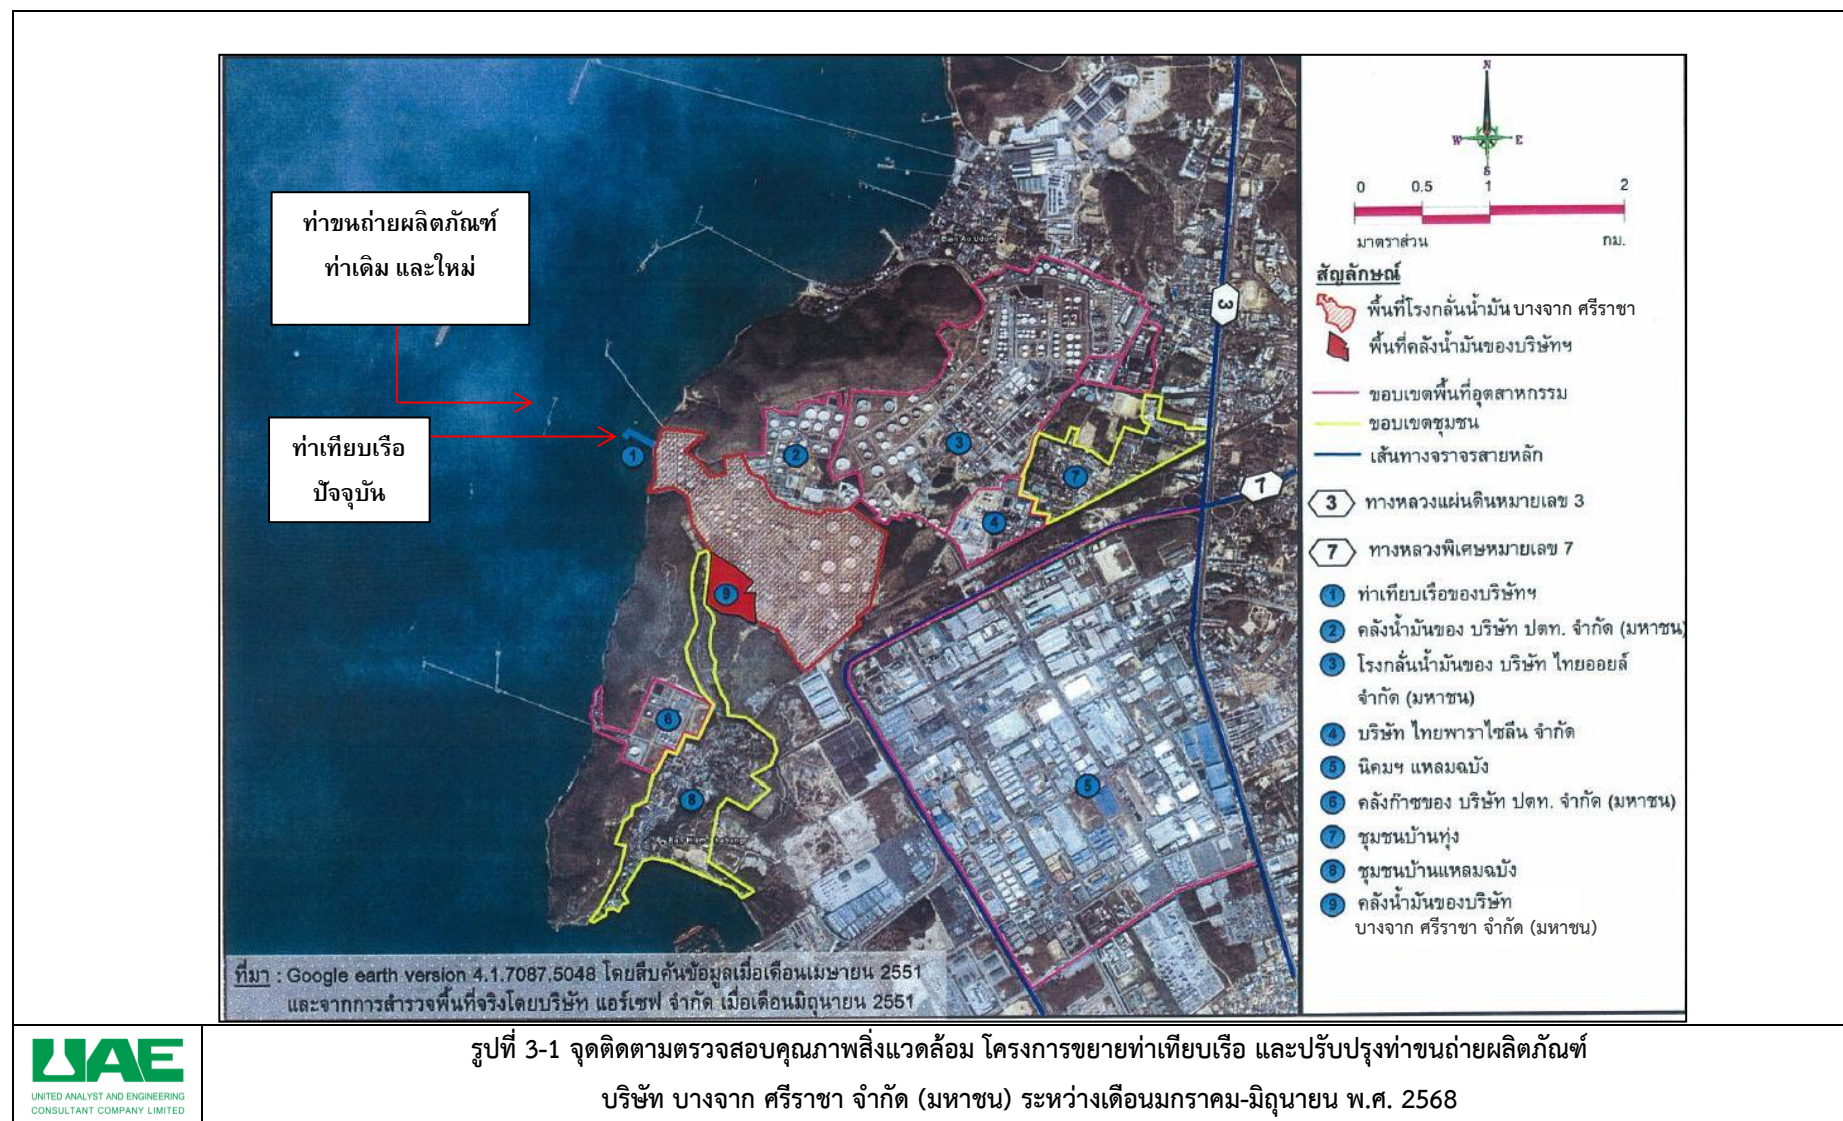 ท่าขนถ่ายผลิตภัณฑ์
ท่าเดิม และใหม่
ท่าเทียบเรือ
ปัจจุบัน
Ban Ao Udom
3
7
1
2
3
4
5
6
7
8
9
N
W E
S
0 0.5 1 2
มาตราส่วน กม.
สัญลักษณ์
พื้นที่โรงกลั่นน้ำมัน บางจาก ศรีราชา
พื้นที่คลังน้ำมันของบริษัทฯ
ขอบเขตพื้นที่อุตสาหกรรม
ขอบเขตชุมชน
เส้นทางจราจรสายหลัก
3 ทางหลวงแผ่นดินหมายเลข 3
7 ทางหลวงพิเศษหมายเลข 7
1 ท่าเทียบเรือของบริษัทฯ
2 คลังน้ำมันของ บริษัท ปตท. จำกัด (มหาชน)
3 โรงกลั่นน้ำมันของ บริษัท ไทยออยล์
จำกัด (มหาชน)
4 บริษัท ไทยพาราไซลีน จำกัด
5 นิคมฯ แหลมฉบัง
6 คลังก๊าซของ บริษัท ปตท. จำกัด (มหาชน)
7 ชุมชนบ้านทุ่ง
8 ชุมชนบ้านแหลมฉบัง
9 คลังน้ำมันของบริษัท
บางจาก ศรีราชา จำกัด (มหาชน)
ที่มา : Google earth version 4.1.7087.5048 โดยสืบค้นข้อมูลเมื่อเดือนเมษายน 2551
และจากการสำรวจพื้นที่จริงโดยบริษัท แอร์เซฟ จำกัด เมื่อเดือนมิถุนายน 2551
UAE
UNITED ANALYST AND ENGINEERING
CONSULTANT COMPANY LIMITED
รูปที่ 3-1 จุดติดตามตรวจสอบคุณภาพสิ่งแวดล้อม โครงการขยายท่าเทียบเรือ และปรับปรุงท่าขนถ่ายผลิตภัณฑ์
บริษัท บางจาก ศรีราชา จำกัด (มหาชน) ระหว่างเดือนมกราคม-มิถุนายน พ.ศ. 2568